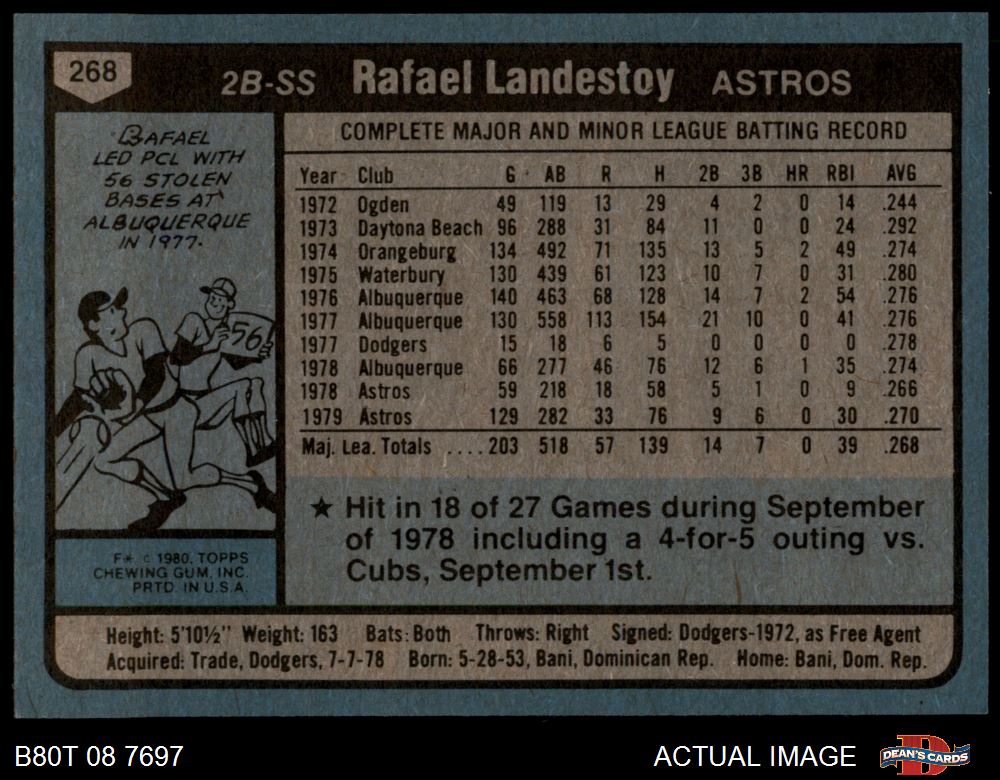 268
2B-SS Rafael Landestoy ASTROS
RAFAEL
LED PCL WITH
56 STOLEN
BASES AT
ALBUQUERQUE
IN 1977.
56
F* © 1980, TOPPS
CHEWING GUM, INC.
PRTD. IN U.S.A.
COMPLETE MAJOR AND MINOR LEAGUE BATTING RECORD
Year Club G AB R H 2B 3B HR RBI AVG
1972 Ogden 49 119 13 29 4 2 0 14 .244
1973 Daytona Beach 96 288 31 84 11 0 0 24 .292
1974 Orangeburg 134 492 71 135 13 5 2 49 .274
1975 Waterbury 130 439 61 123 10 7 0 31 .280
1976 Albuquerque 140 463 68 128 14 7 2 54 .276
1977 Albuquerque 130 558 113 154 21 10 0 41 .276
1977 Dodgers 15 18 6 5 0 0 0 0 .278
1978 Albuquerque 66 277 46 76 12 6 1 35 .274
1978 Astros 59 218 18 58 5 1 0 9 .266
1979 Astros 129 282 33 76 9 6 0 30 .270
Maj. Lea. Totals ....203 518 57 139 14 7 0 39 .268
★ Hit in 18 of 27 Games during September
of 1978 including a 4-for-5 outing vs.
Cubs, September 1st.
Height: 5'10½" Weight: 163 Bats: Both Throws: Right Signed: Dodgers-1972, as Free Agent
Acquired: Trade, Dodgers, 7-7-78 Born: 5-28-53, Bani, Dominican Rep. Home: Bani, Dom. Rep.
B80T 08 7697
ACTUAL IMAGE
DEAN'S CARDS